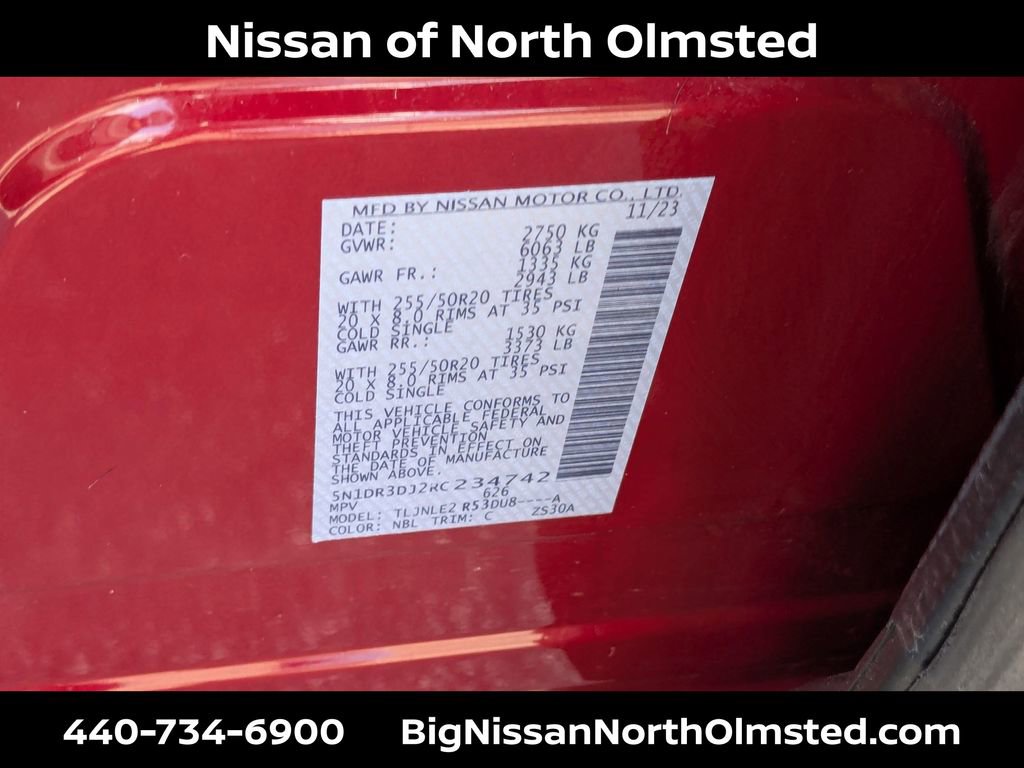 Nissan of North Olmsted
MFD BY NISSAN MOTOR CO., LTD.
DATE: 11/23
GVWR: 2750 KG
6063 LB
GAWR FR.: 1335 KG
2943 LB
WITH 255/50R20 TIRES
20 X 8.0 RIMS AT 35 PSI
COLD SINGLE
GAWR RR.: 1530 KG
3373 LB
WITH 255/50R20 TIRES
20 X 8.0 RIMS AT 35 PSI
COLD SINGLE
THIS VEHICLE CONFORMS TO
ALL APPLICABLE FEDERAL
MOTOR VEHICLE SAFETY AND
THEFT PREVENTION
STANDARDS IN EFFECT ON
THE DATE OF MANUFACTURE
SHOWN ABOVE.
5N1DR3DJ2RC234742
MPV 626
MODEL: TLJNLE2 R53DU8----A
COLOR: NBL TRIM: C ZS30A
440-734-6900 BigNissanNorthOlmsted.com